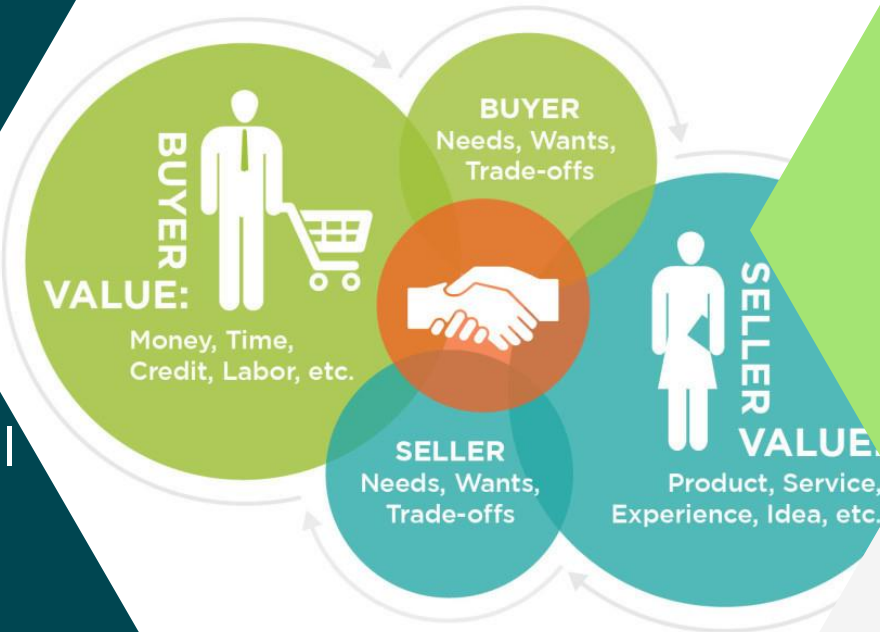 BUYER
VALUE:
Money, Time,
Credit, Labor, etc.
BUYER
Needs, Wants,
Trade-offs
SELLER
Needs, Wants,
Trade-offs
SELLER
VALUE:
Product, Service,
Experience, Idea, etc.